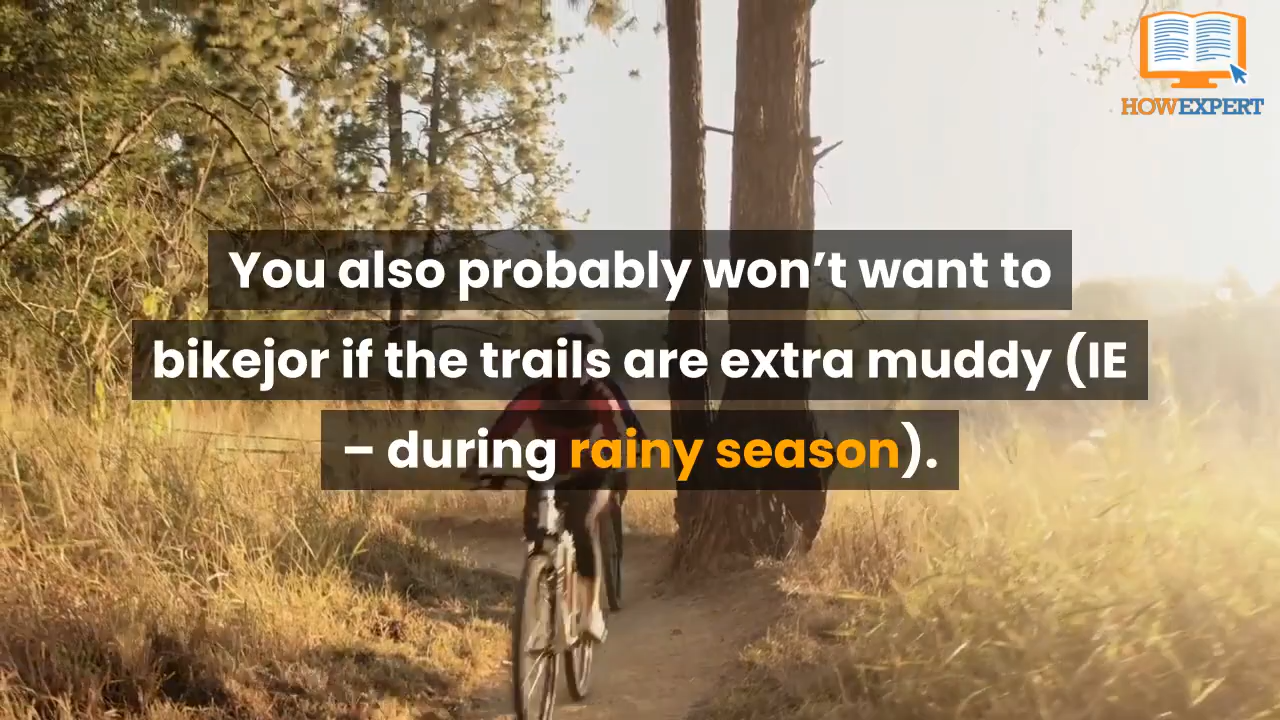 HOWEXPERT
You also probably won’t want to
bikejor if the trails are extra muddy (IE
– during rainy season).